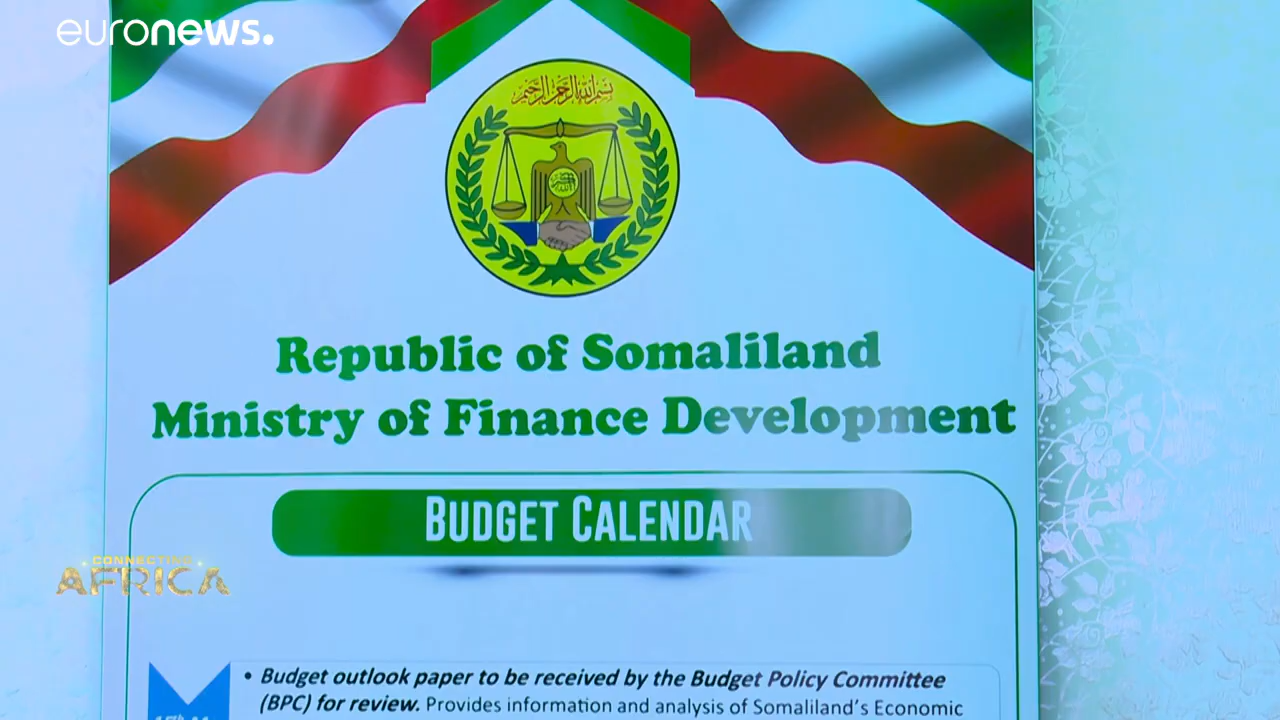 euronews.
بسم الله الرحمن الرحيم
Republic of Somaliland
Ministry of Finance Development
BUDGET CALENDAR
CONNECTING
AFRICA
• Budget outlook paper to be received by the Budget Policy Committee
(BPC) for review. Provides information and analysis of Somaliland's Economic